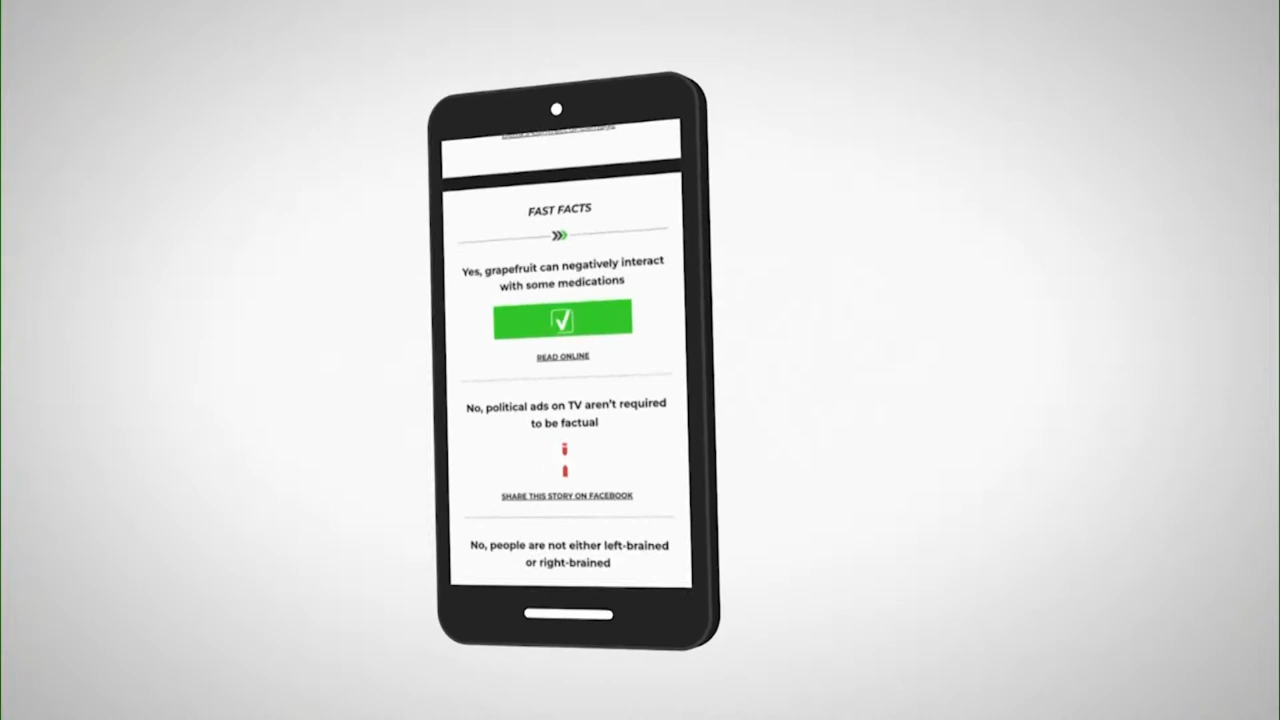 FAST FACTS
Yes, grapefruit can negatively interact
with some medications
READ ONLINE
No, political ads on TV aren't required
to be factual
SHARE THIS STORY ON FACEBOOK
No, people are not either left-brained
or right-brained